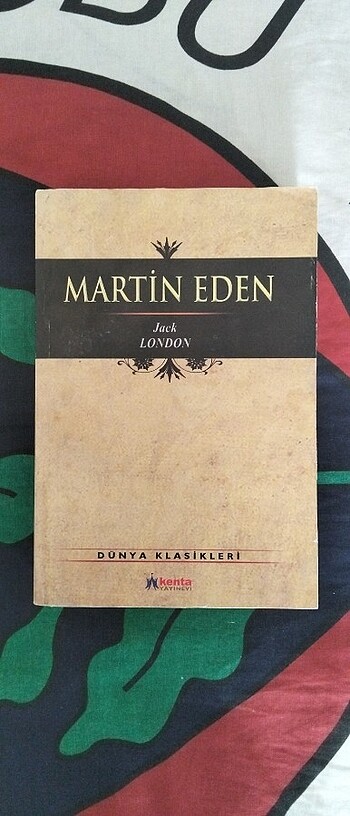 MARTİN EDEN
Jack
LONDON
DÜNYA KLASİKLERİ
kenta
YAYINEVİ